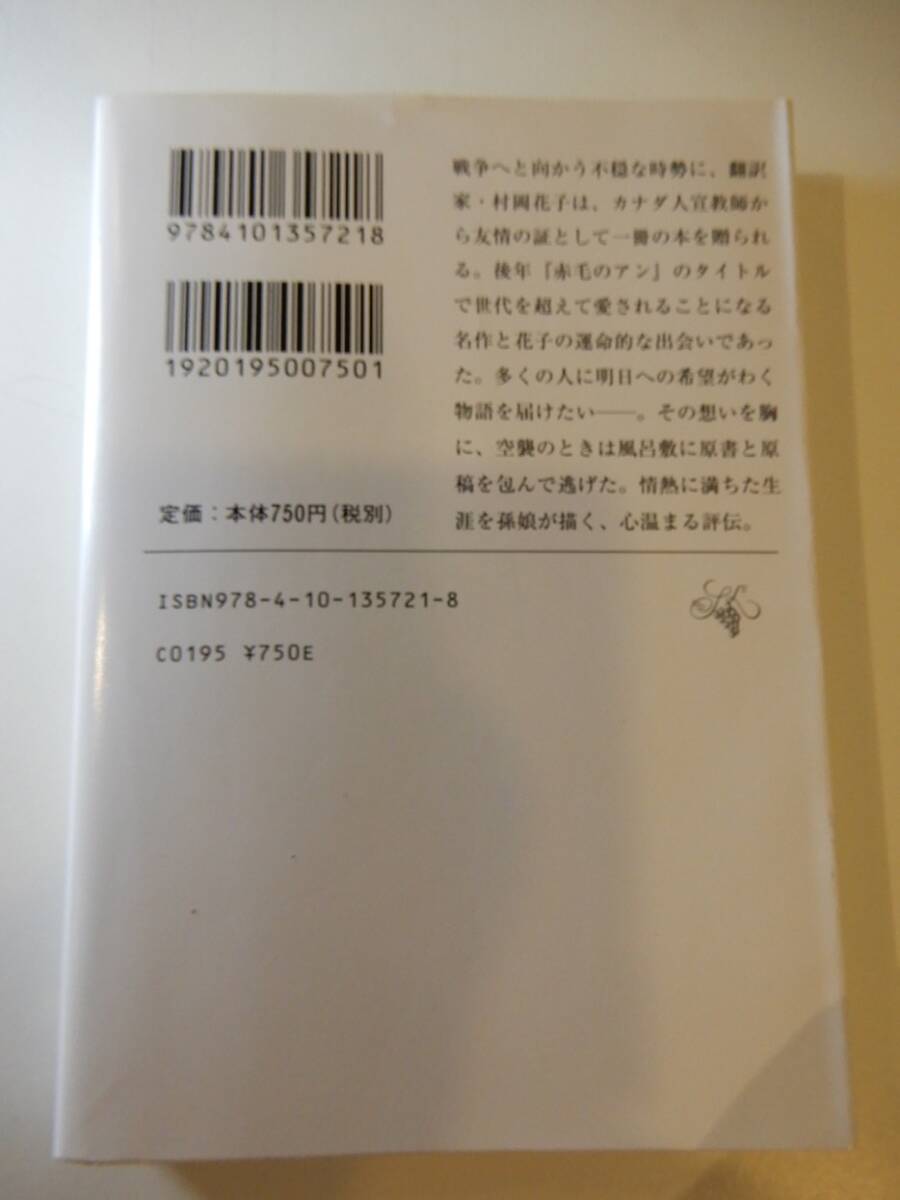 9784101357218
1920195007501
定価：本体750円(税別)
戦争へと向かう不穏な時勢に、翻訳
家・村岡花子は、カナダ人宣教師か
ら友情の証として一冊の本を贈られ
る。後年『赤毛のアン』のタイトル
で世代を超えて愛されることになる
名作と花子の運命的な出会いであっ
た。多くの人に明日への希望がわく
物語を届けたい――。その想いを胸
に、空襲のときは風呂敷に原書と原
稿を包んで逃げた。情熱に満ちた生
涯を孫娘が描く、心温まる評伝。
ISBN978-4-10-135721-8
C0195 ¥750E